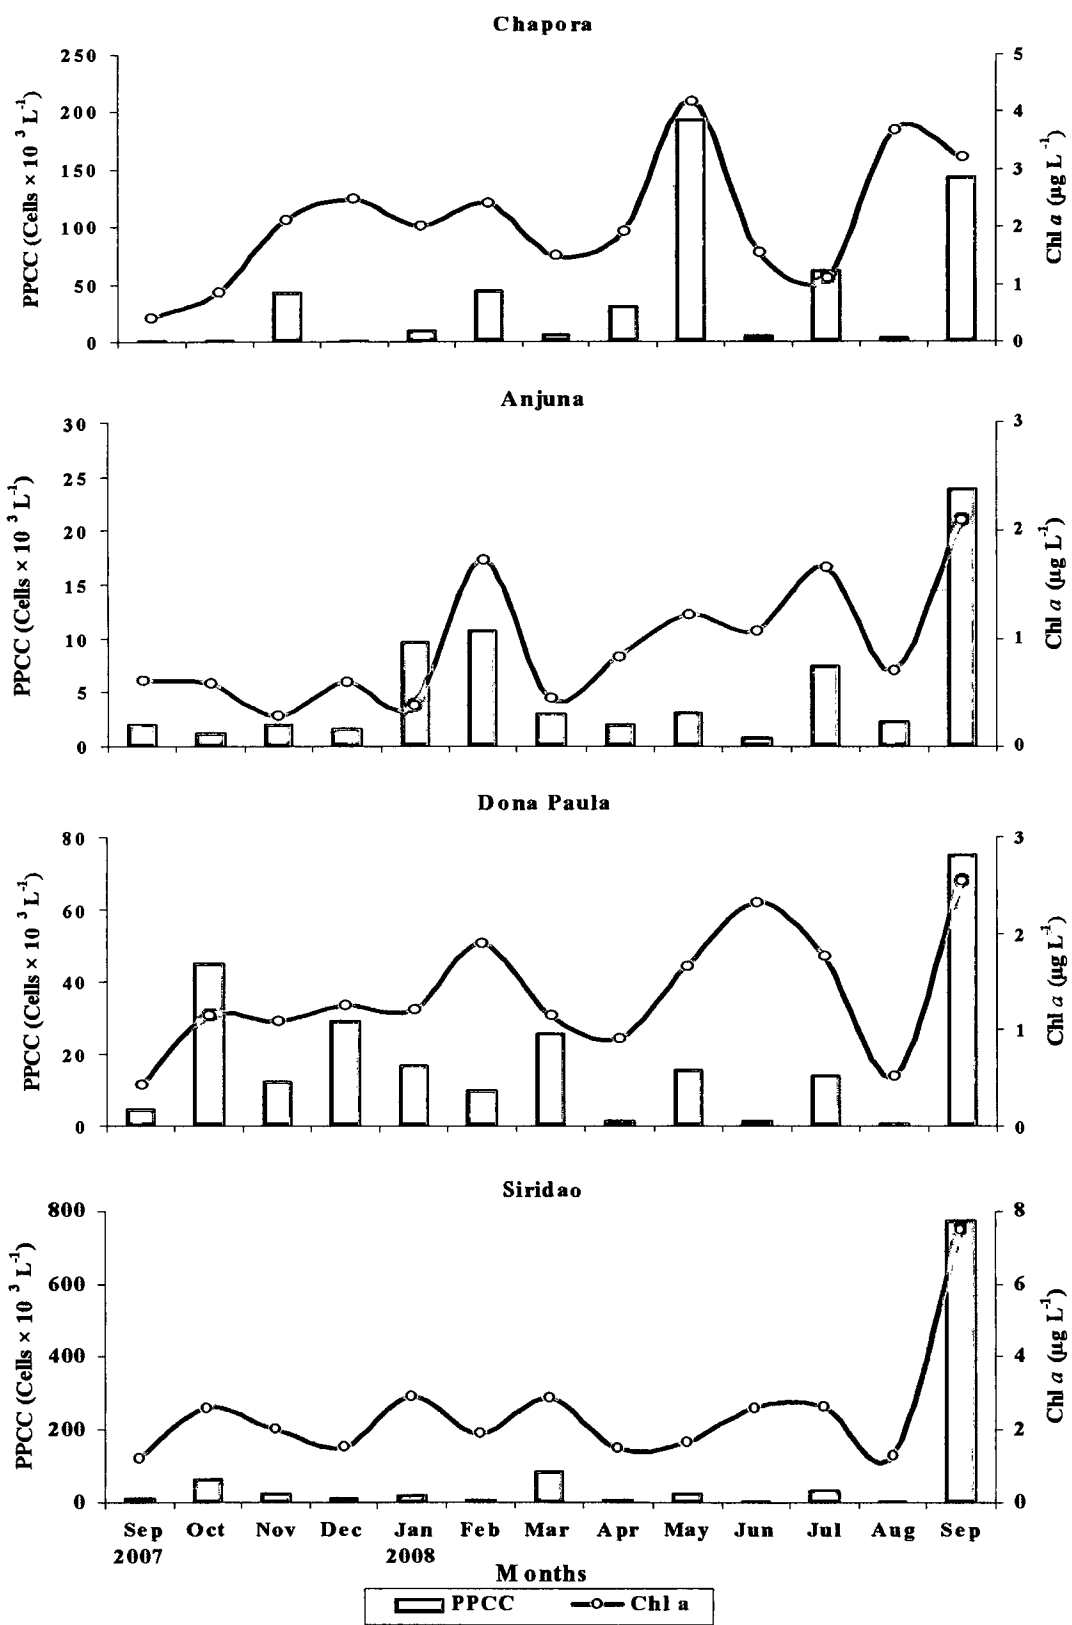 Chapora
PPCC (Cells × 10 ³ L⁻¹)
250
200
150
100
50
0
5
4
3
2
1
0
Chl a (µg L⁻¹)
Anjuna
PPCC (Cells × 10 ³ L⁻¹)
30
25
20
15
10
5
0
3
2
1
0
Chl a (µg L⁻¹)
Dona Paula
PPCC (Cells × 10 ³ L⁻¹)
80
60
40
20
0
3
2
1
0
Chl a (µg L⁻¹)
Siridao
PPCC (Cells × 10 ³ L⁻¹)
800
600
400
200
0
8
6
4
2
0
Chl a (µg L⁻¹)
Sep Oct Nov Dec Jan Feb Mar Apr May Jun Jul Aug Sep
2007 2008
Months
PPCC Chl a